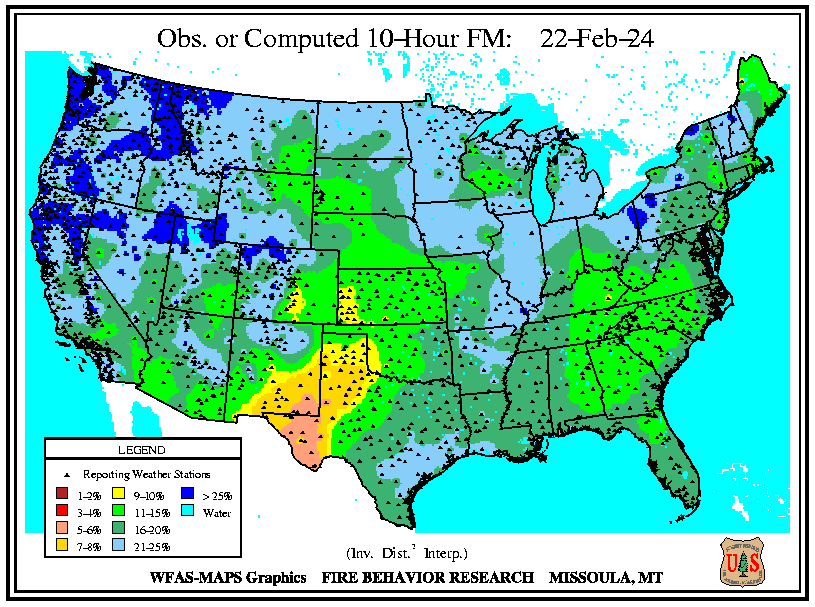 Obs. or Computed 10-Hour FM: 22-Feb-24
LEGEND
Reporting Weather Stations
1-2% 9-10% > 25%
3-4% 11-15% Water
5-6% 16-20%
7-8% 21-25%
(Inv. Dist.² Interp.)
WFAS-MAPS Graphics FIRE BEHAVIOR RESEARCH MISSOULA, MT
U S